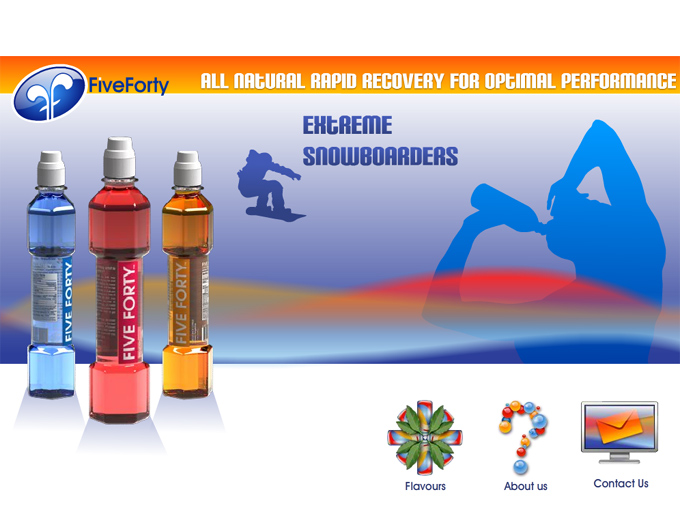 FiveForty
ALL NATURAL RAPID RECOVERY FOR OPTIMAL PERFORMANCE
EXTREME
SNOWBOARDERS
FIVE FORTY
FIVE FORTY
FIVE FORTY
Flavours
About us
Contact Us